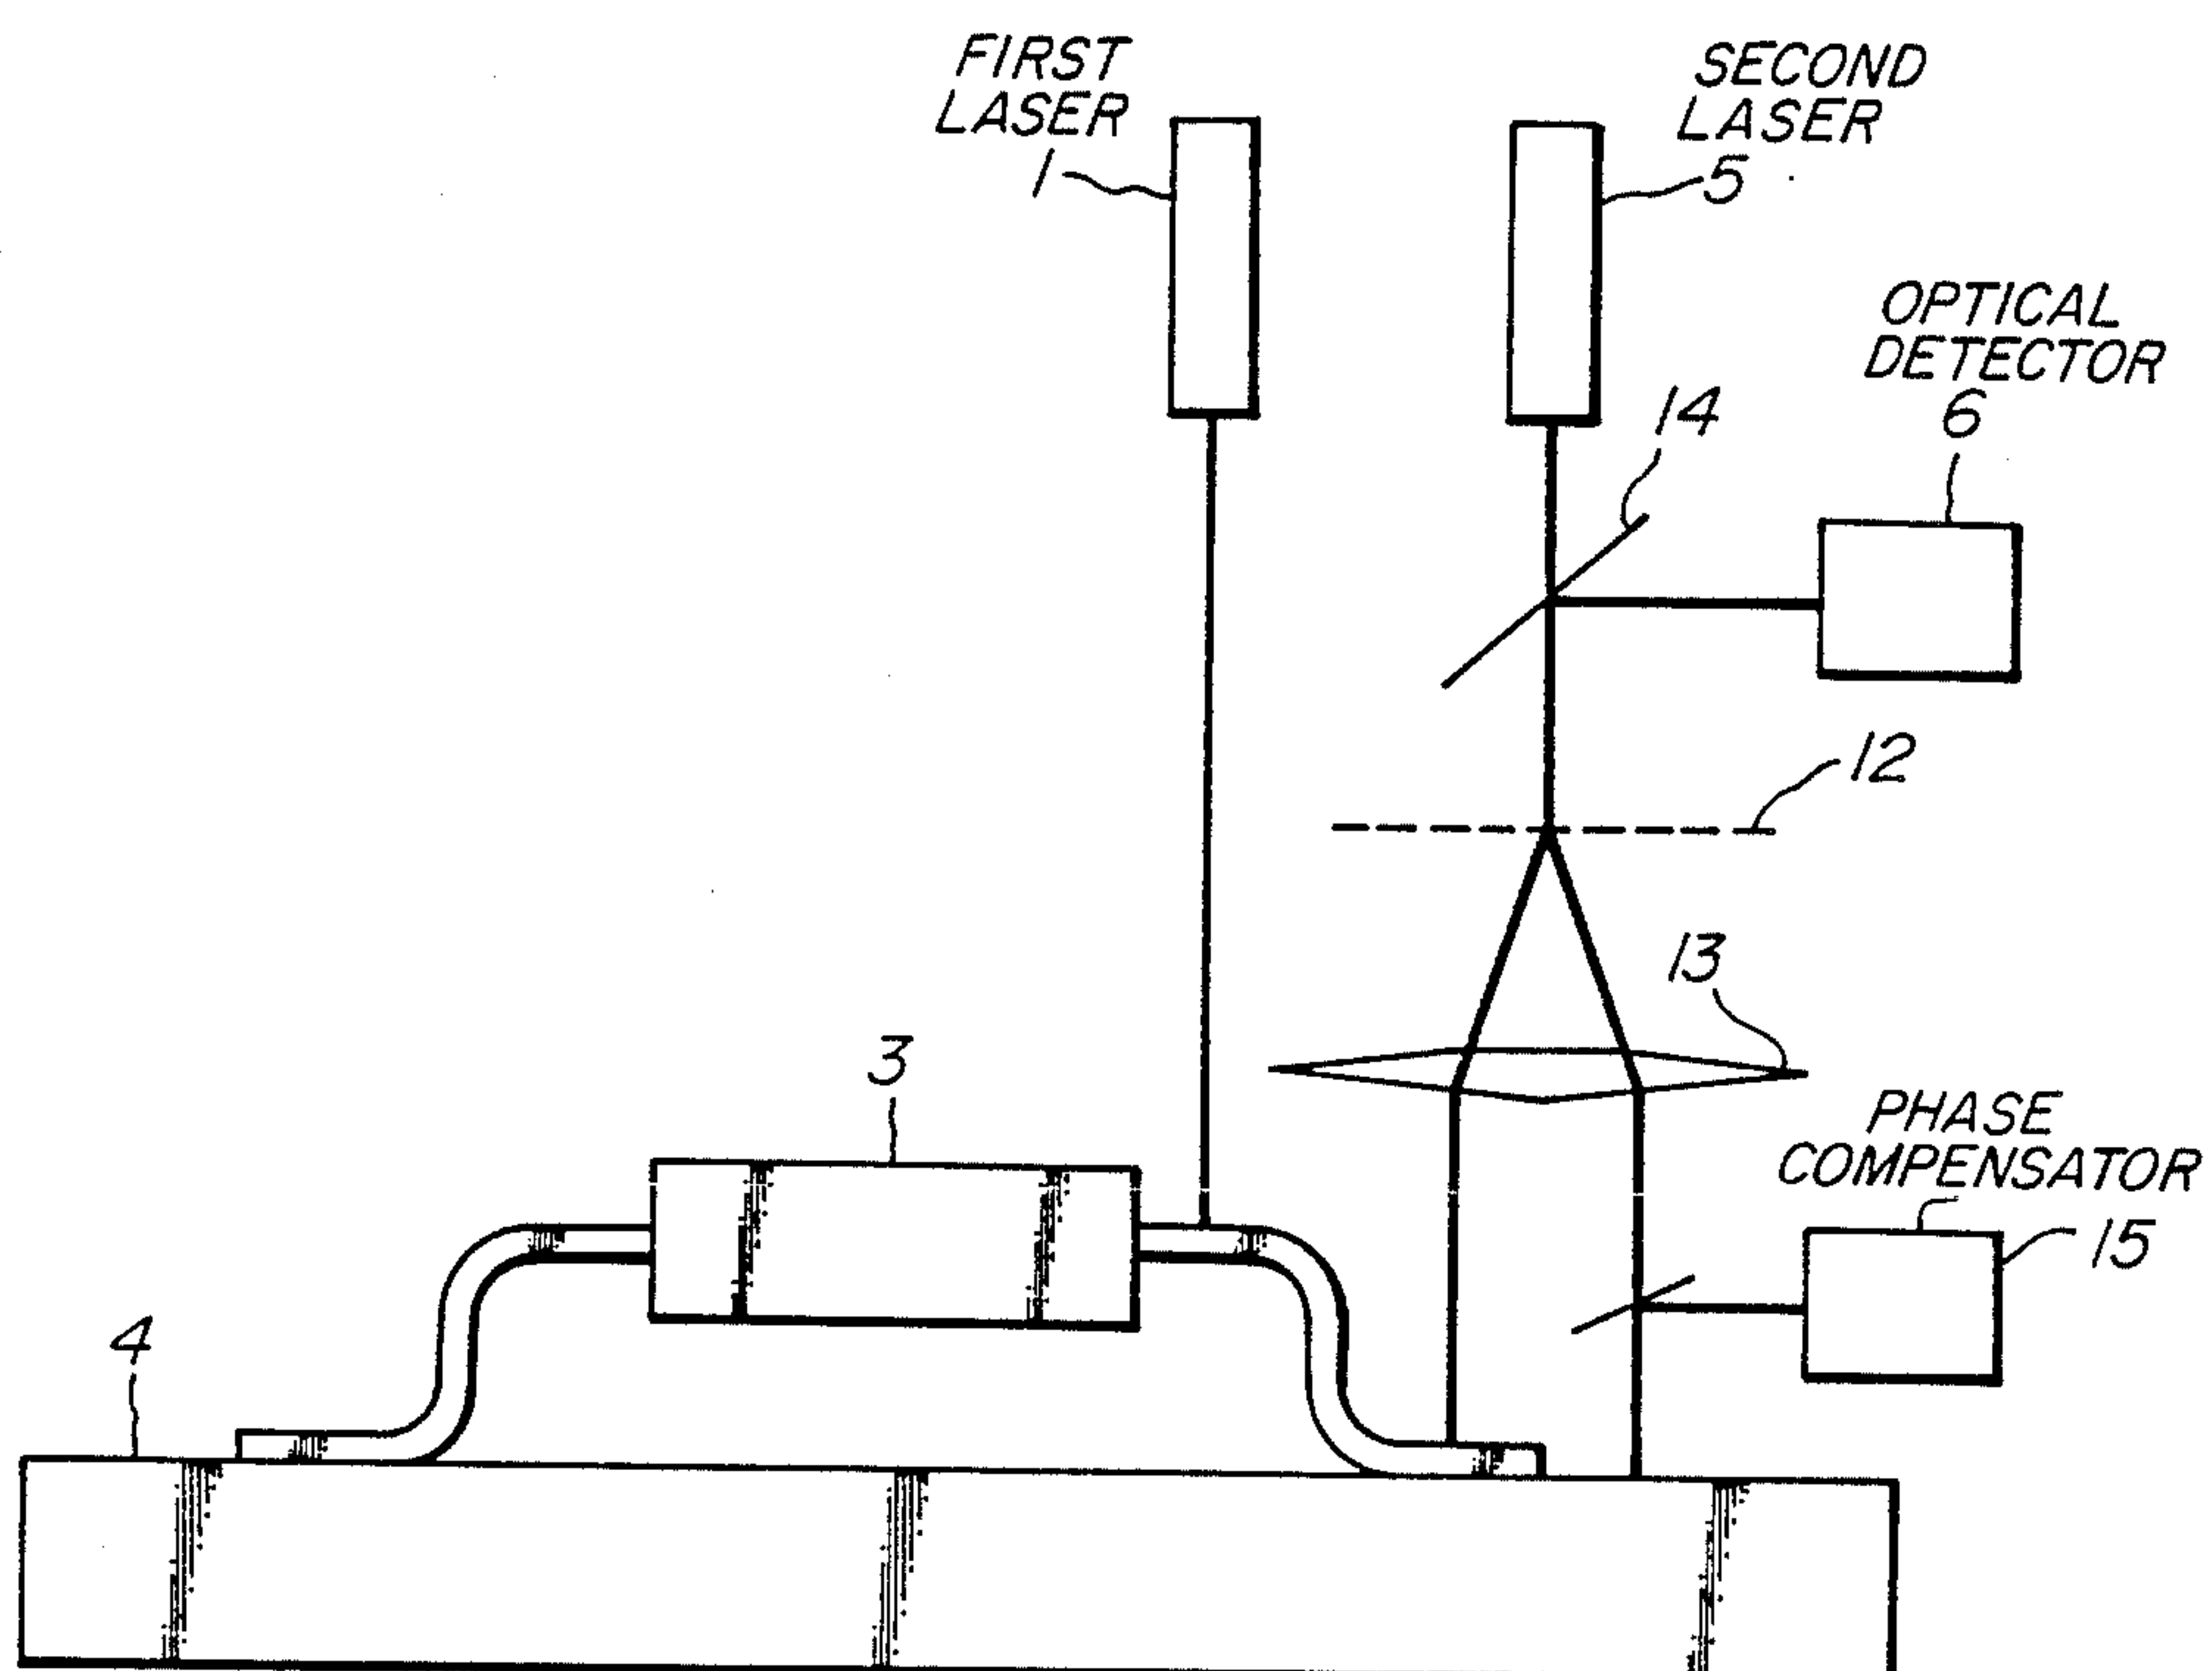 FIRST
LASER
1
SECOND
LASER
5
OPTICAL
DETECTOR
6
14
12
13
3
PHASE
COMPENSATOR
15
4